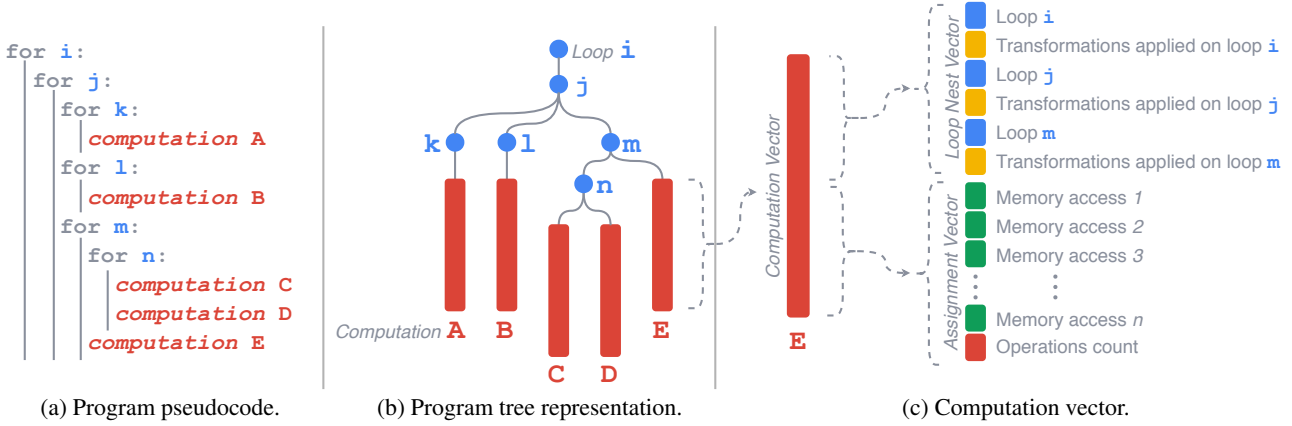 for i:
for j:
for k:
computation A
for l:
computation B
for m:
for n:
computation C
computation D
computation E
(a) Program pseudocode.
Loop i
j
k
l
m
n
Computation A
B
E
C
D
(b) Program tree representation.
Computation Vector
E
Loop Nest Vector
Loop i
Transformations applied on loop i
Loop j
Transformations applied on loop j
Loop m
Transformations applied on loop m
Assignment Vector
Memory access 1
Memory access 2
Memory access 3
Memory access n
Operations count
(c) Computation vector.